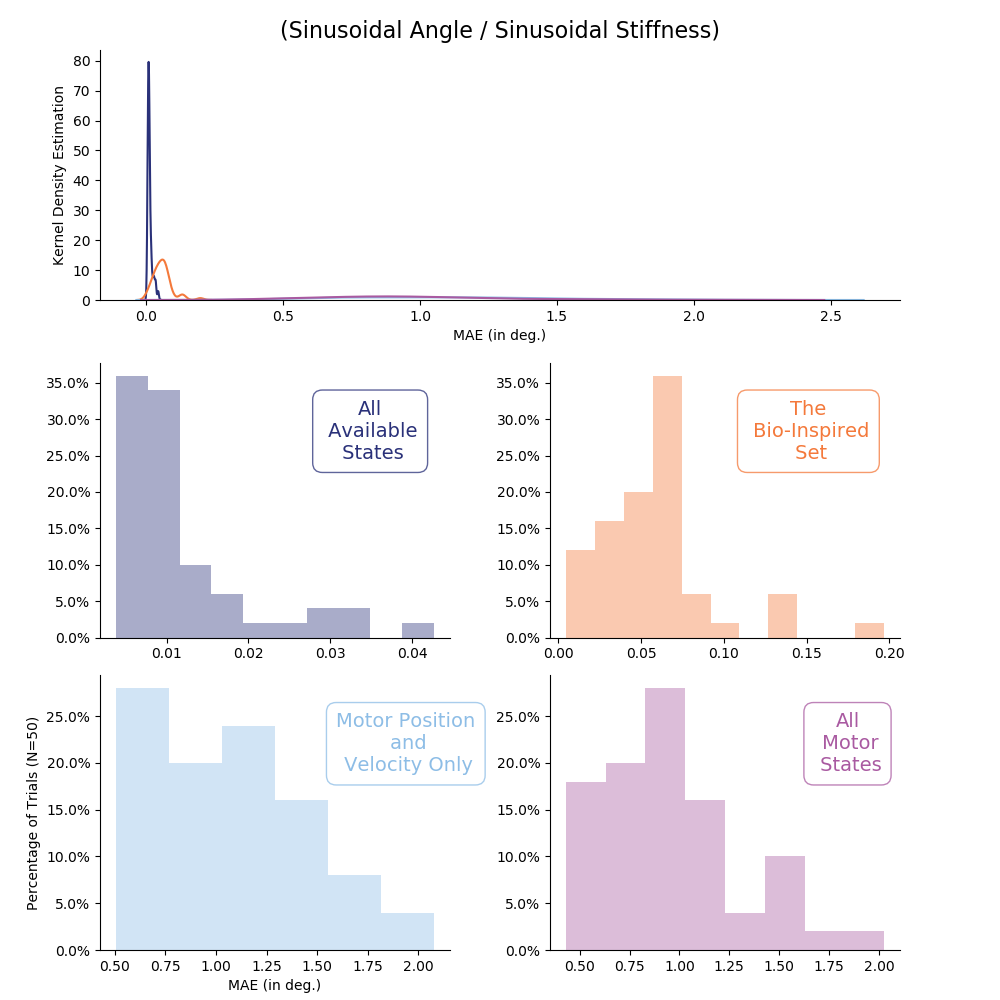 (Sinusoidal Angle / Sinusoidal Stiffness)
Kernel Density Estimation
80
70
60
50
40
30
20
10
0
0.0 0.5 1.0 1.5 2.0 2.5
MAE (in deg.)
35.0%
30.0%
25.0%
20.0%
15.0%
10.0%
5.0%
0.0%
All
Available
States
0.01 0.02 0.03 0.04
35.0%
30.0%
25.0%
20.0%
15.0%
10.0%
5.0%
0.0%
The
Bio-Inspired
Set
0.00 0.05 0.10 0.15 0.20
Percentage of Trials (N=50)
25.0%
20.0%
15.0%
10.0%
5.0%
0.0%
Motor Position
and
Velocity Only
0.50 0.75 1.00 1.25 1.50 1.75 2.00
MAE (in deg.)
25.0%
20.0%
15.0%
10.0%
5.0%
0.0%
All
Motor
States
0.50 0.75 1.00 1.25 1.50 1.75 2.00